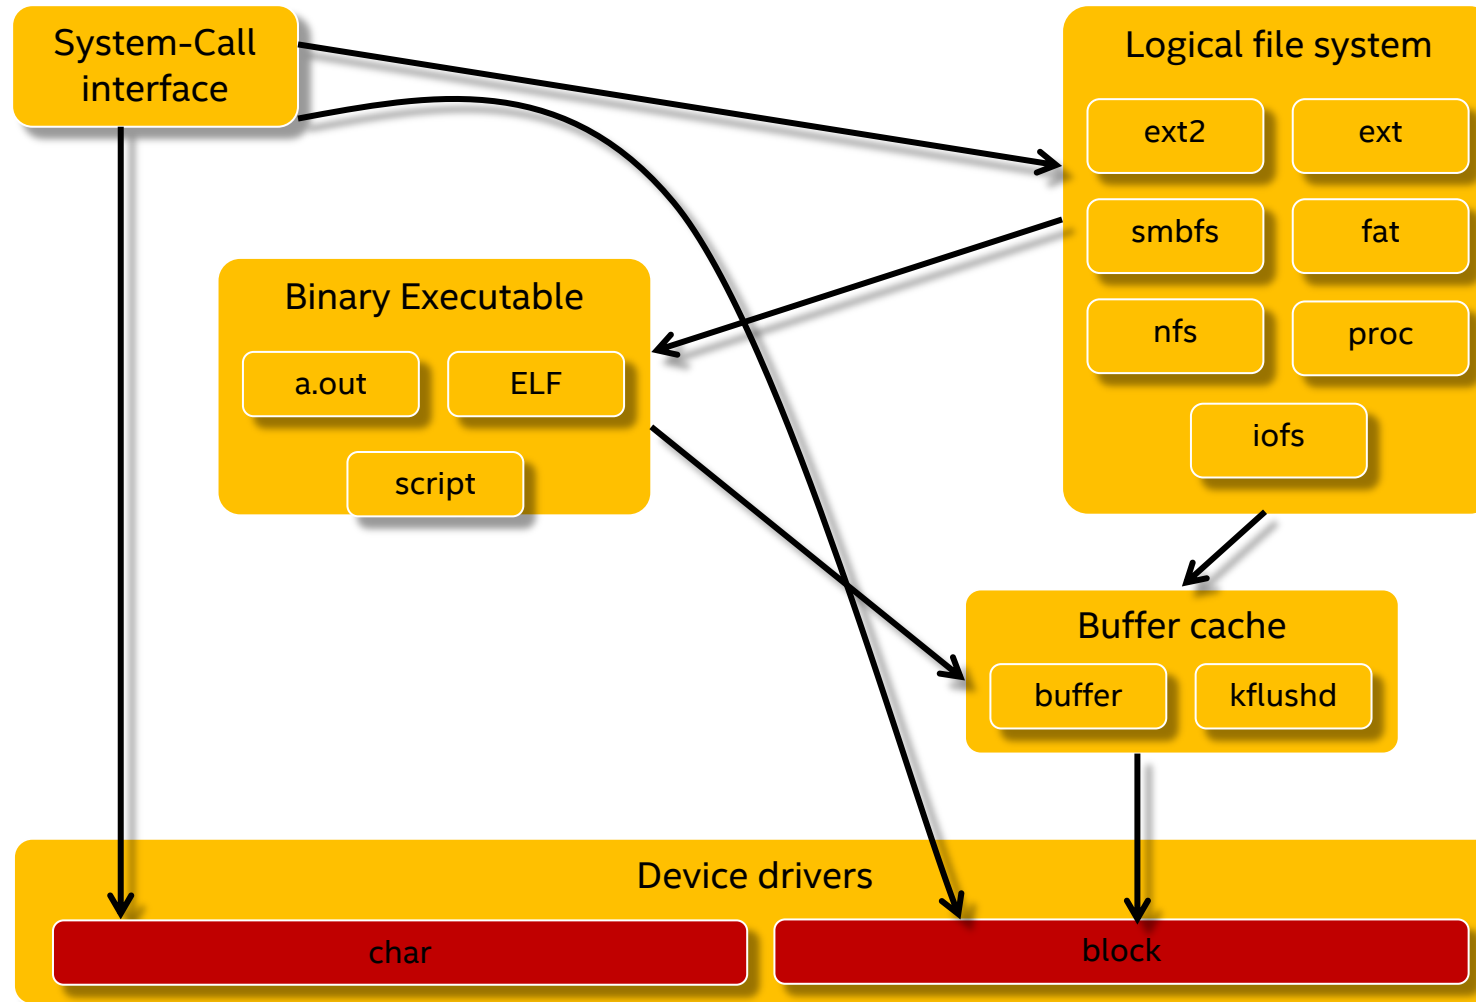 System-Call
interface
Logical file system
ext2
ext
smbfs
fat
nfs
proc
iofs
Binary Executable
a.out
ELF
script
Buffer cache
buffer
kflushd
Device drivers
char
block